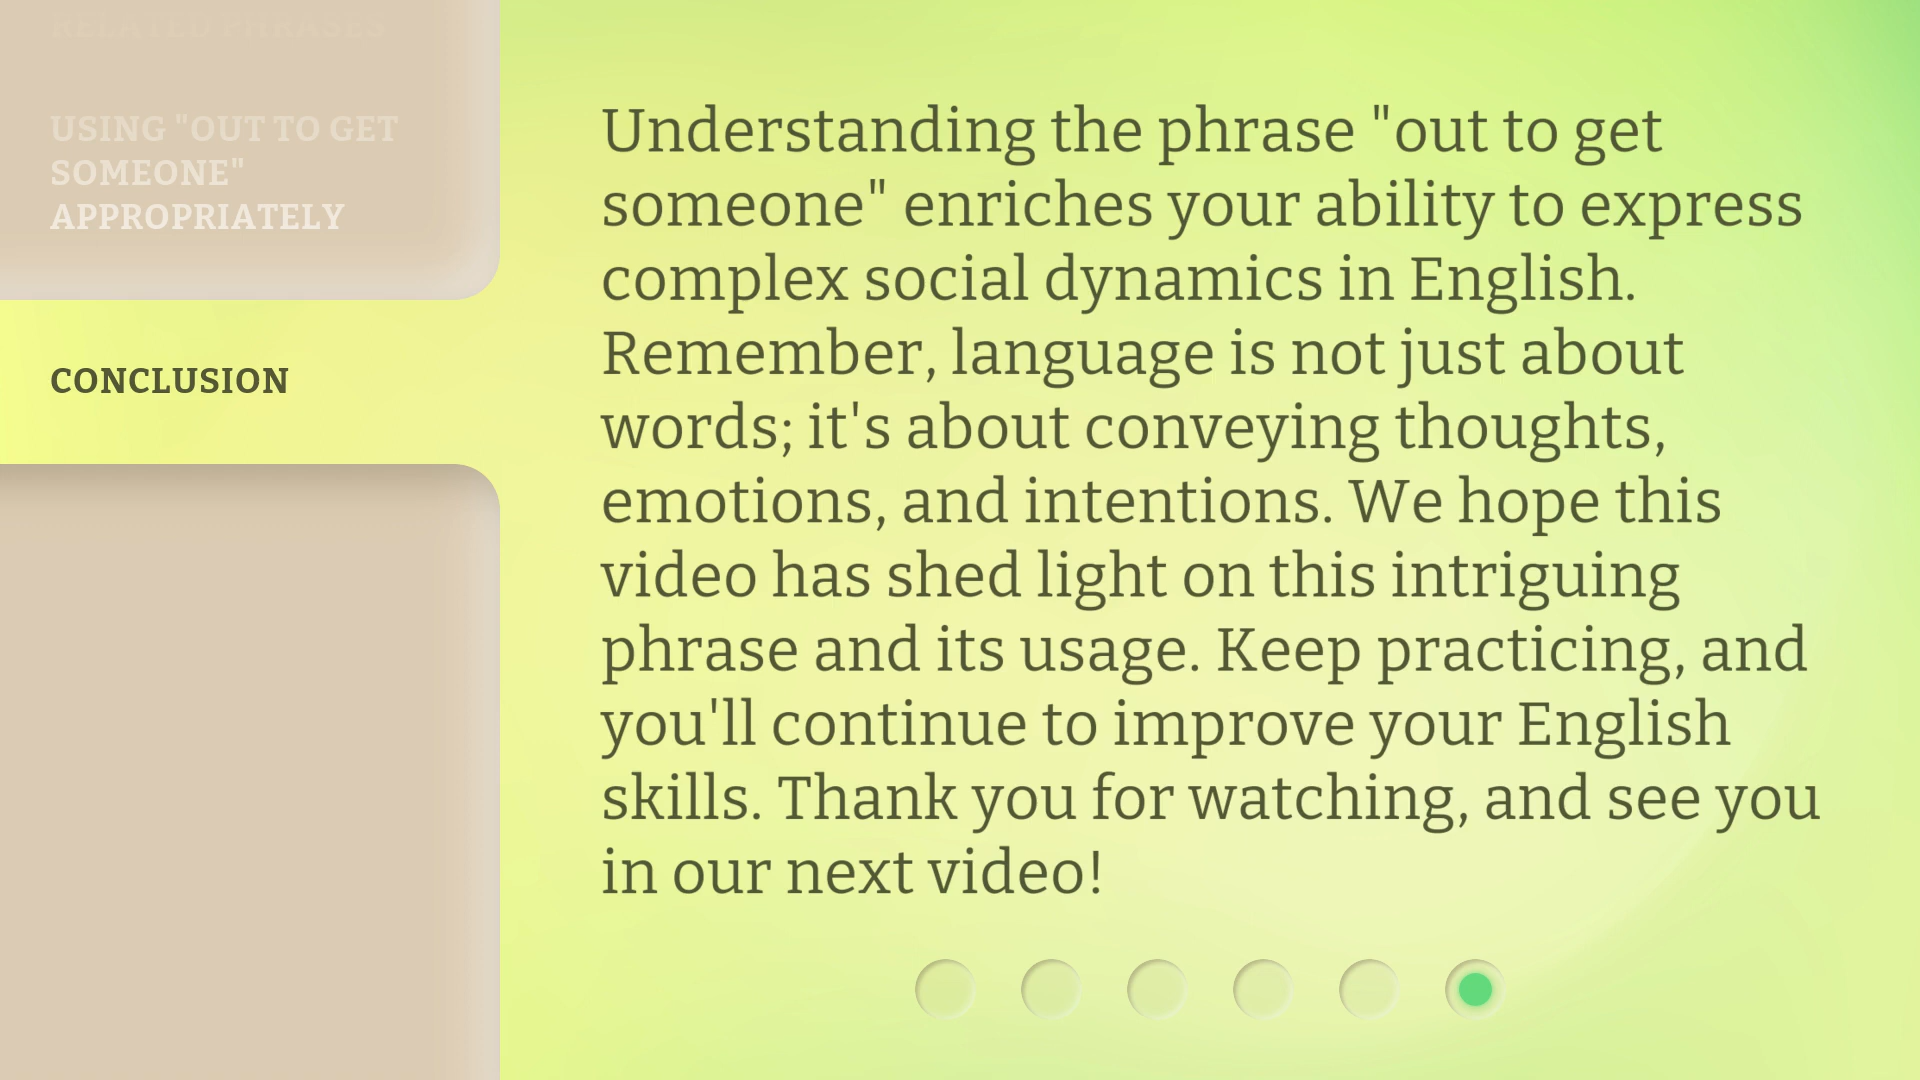 RELATED PHRASES
USING "OUT TO GET
SOMEONE"
APPROPRIATELY
CONCLUSION
Understanding the phrase "out to get
someone" enriches your ability to express
complex social dynamics in English.
Remember, language is not just about
words; it's about conveying thoughts,
emotions, and intentions. We hope this
video has shed light on this intriguing
phrase and its usage. Keep practicing, and
you'll continue to improve your English
skills. Thank you for watching, and see you
in our next video!